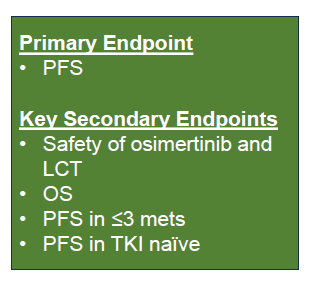 Primary Endpoint
• PFS
Key Secondary Endpoints
• Safety of osimertinib and
LCT
• OS
• PFS in ≤3 mets
• PFS in TKI naïve